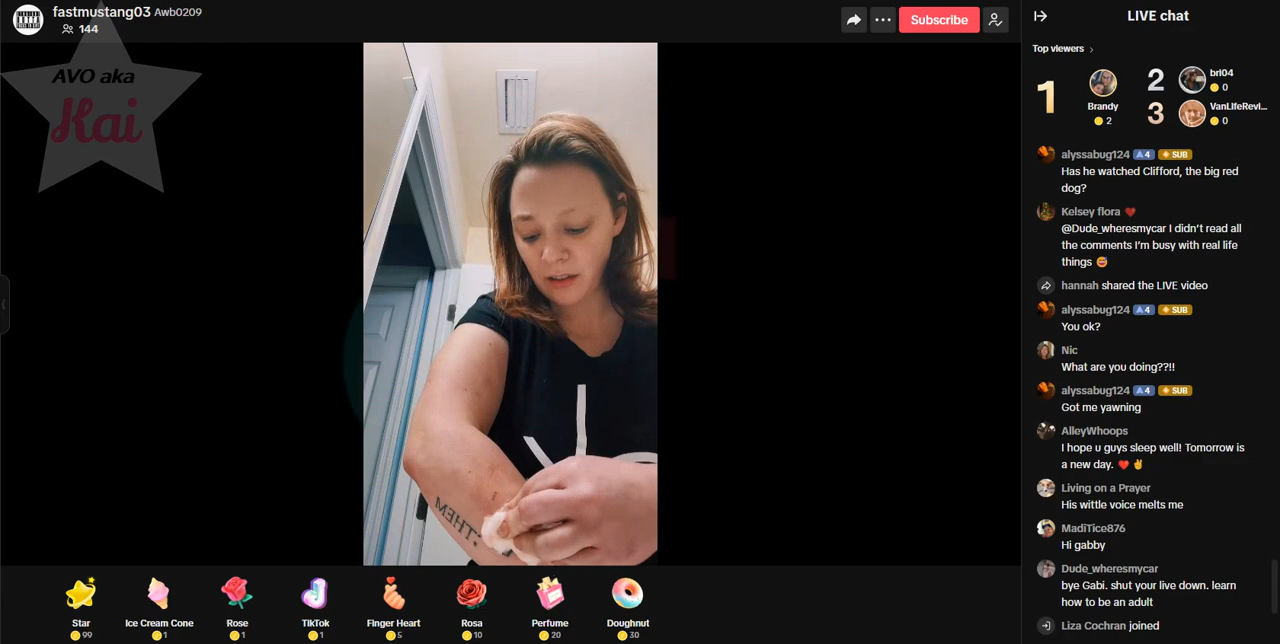 fastmustang03 Awb0209
144
Subscribe
AVO aka
Kai
THEM
Star
99
Ice Cream Cone
1
Rose
1
TikTok
1
Finger Heart
5
Rosa
10
Perfume
20
Doughnut
30
LIVE chat
Top viewers
1
Brandy
2
2
bri04
0
3
VanLifeRevi...
0
alyssabug124 4 SUB
Has he watched Clifford, the big red
dog?
Kelsey flora ❤️
@Dude_wheresmycar I didn't read all
the comments I'm busy with real life
things 😅
hannah shared the LIVE video
alyssabug124 4 SUB
You ok?
Nic
What are you doing??!!
alyssabug124 4 SUB
Got me yawning
AlleyWhoops
I hope u guys sleep well! Tomorrow is
a new day. ❤️ ✌️
Living on a Prayer
His wittle voice melts me
MadiTice876
Hi gabby
Dude_wheresmycar
bye Gabi. shut your live down. learn
how to be an adult
Liza Cochran joined